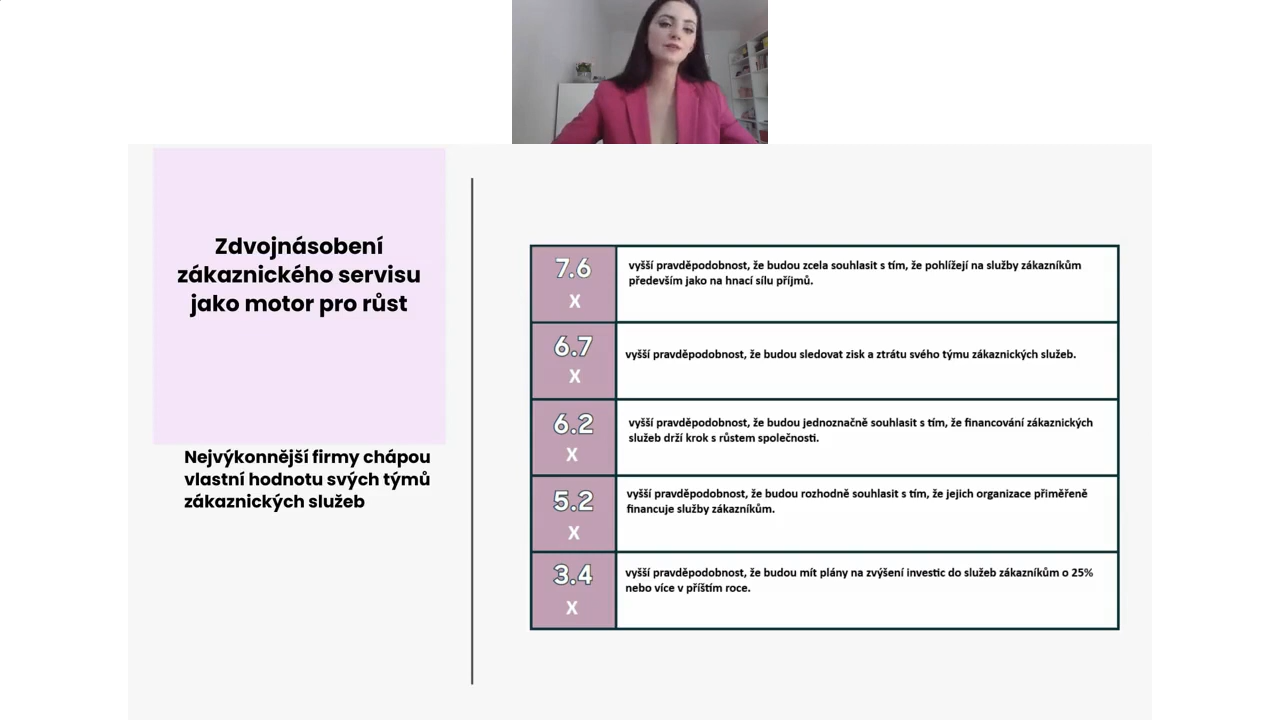 Zdvojnásobení
zákaznického servisu
jako motor pro růst
Nejvýkonnější firmy chápou
vlastní hodnotu svých týmů
zákaznických služeb
7.6
X
vyšší pravděpodobnost, že budou zcela souhlasit s tím, že pohlížejí na služby zákazníkům
především jako na hnací sílu příjmů.
6.7
X
vyšší pravděpodobnost, že budou sledovat zisk a ztrátu svého týmu zákaznických služeb.
6.2
X
vyšší pravděpodobnost, že budou jednoznačně souhlasit s tím, že financování zákaznických
služeb drží krok s růstem společnosti.
5.2
X
vyšší pravděpodobnost, že budou rozhodně souhlasit s tím, že jejich organizace přiměřeně
financuje služby zákazníkům.
3.4
X
vyšší pravděpodobnost, že budou mít plány na zvýšení investic do služeb zákazníkům o 25%
nebo více v příštím roce.